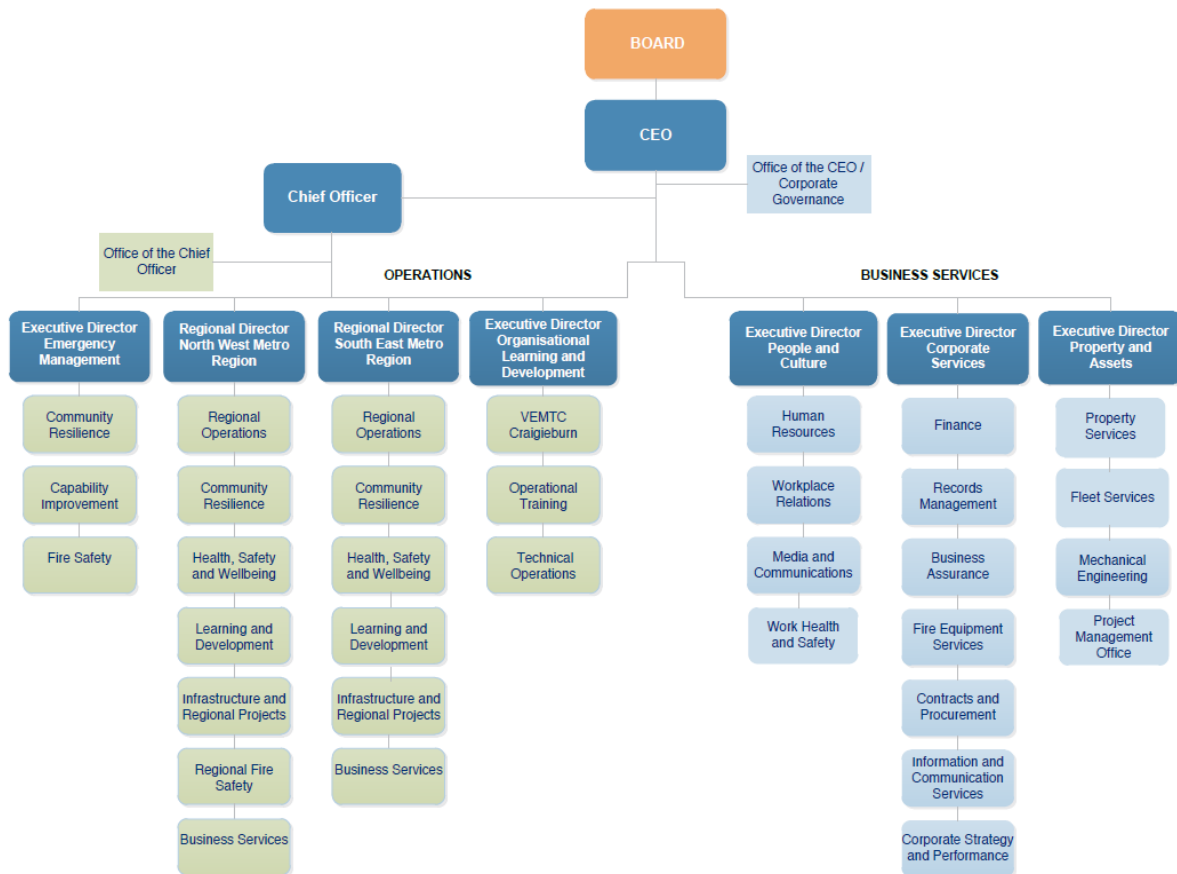 BOARD
CEO
Office of the CEO /
Corporate
Governance
Chief Officer
Office of the Chief
Officer
OPERATIONS
BUSINESS SERVICES
Executive Director
Emergency
Management
Community
Resilience
Capability
Improvement
Fire Safety
Regional Director
North West Metro
Region
Regional
Operations
Community
Resilience
Health, Safety
and Wellbeing
Learning and
Development
Infrastructure and
Regional Projects
Regional Fire
Safety
Business Services
Regional Director
South East Metro
Region
Regional
Operations
Community
Resilience
Health, Safety
and Wellbeing
Learning and
Development
Infrastructure and
Regional Projects
Business Services
Executive Director
Organisational
Learning and
Development
VEMTC
Craigieburn
Operational
Training
Technical
Operations
Executive Director
People and
Culture
Human
Resources
Workplace
Relations
Media and
Communications
Work Health
and Safety
Executive Director
Corporate
Services
Finance
Records
Management
Business
Assurance
Fire Equipment
Services
Contracts and
Procurement
Information and
Communication
Services
Corporate Strategy
and Performance
Executive Director
Property and
Assets
Property
Services
Fleet Services
Mechanical
Engineering
Project
Management
Office